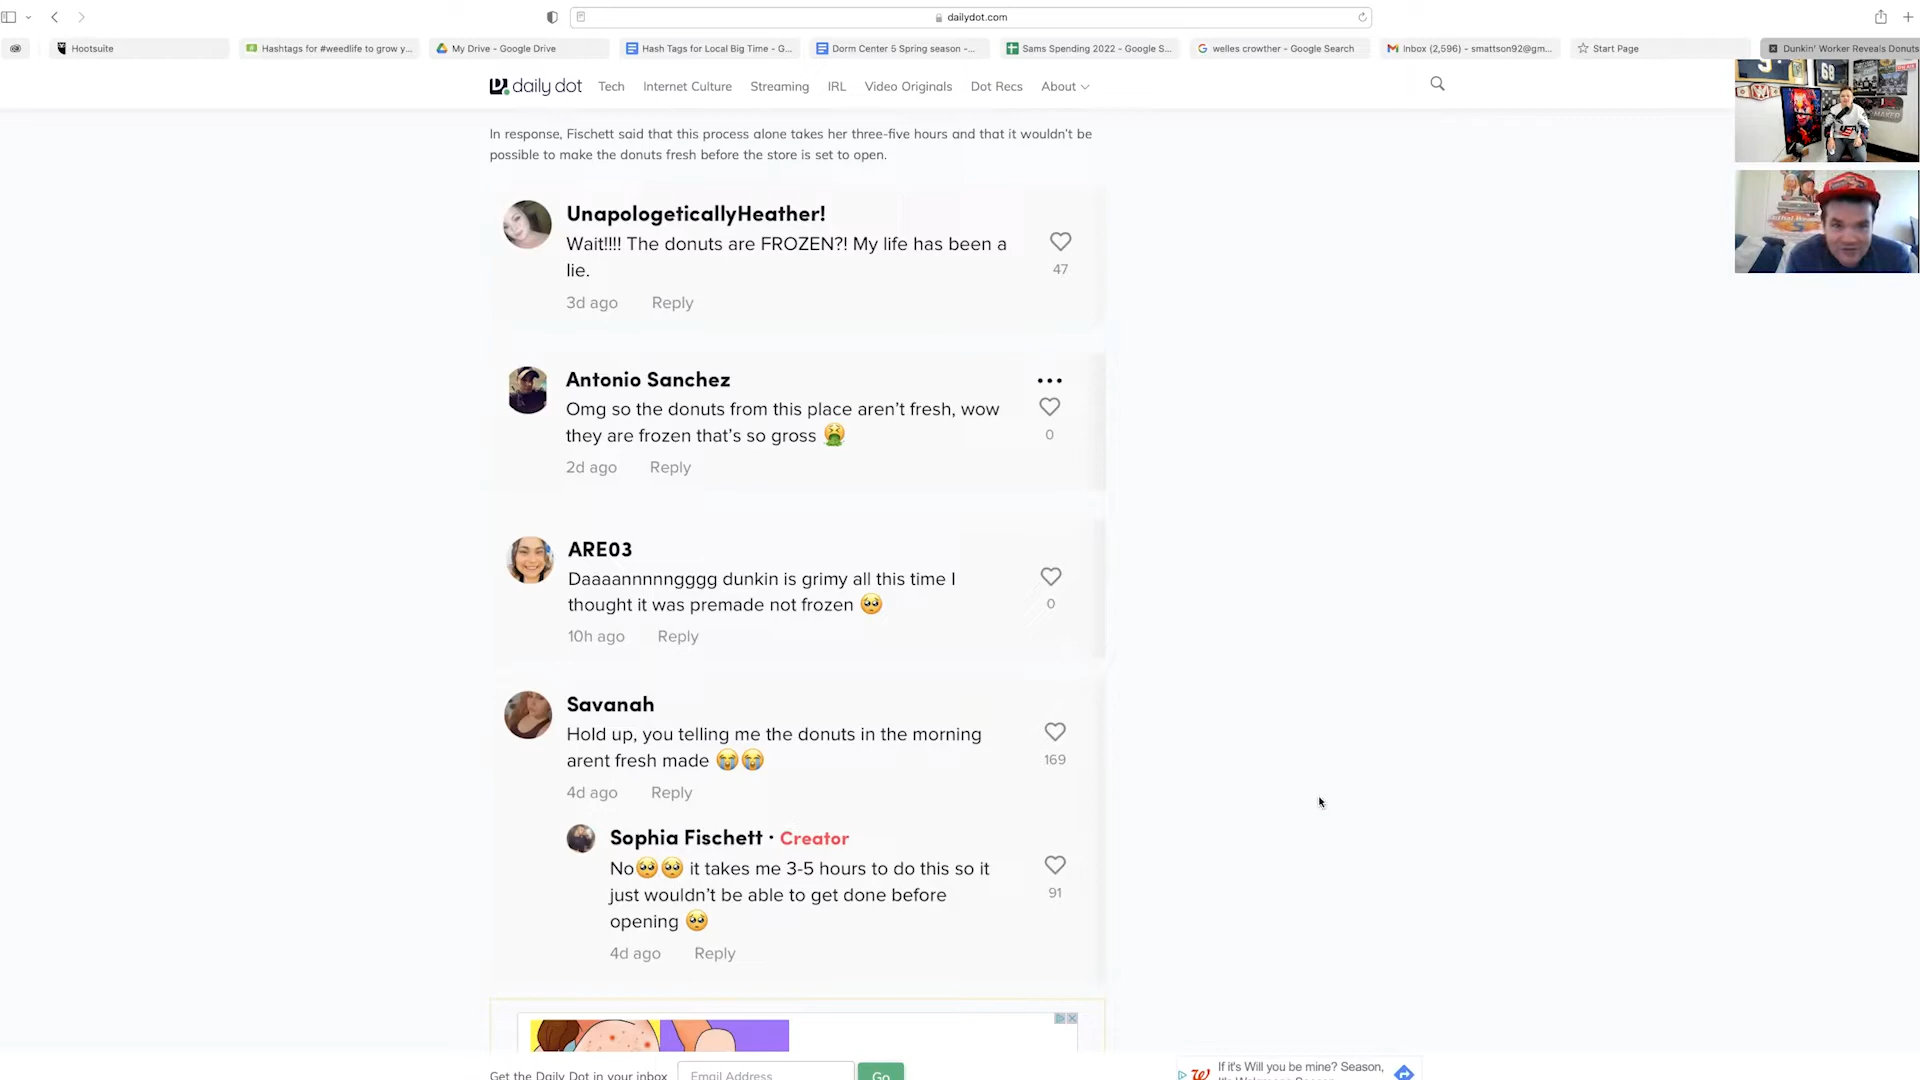 dailydot.com
Hootsuite
Hashtags for #weedlife to grow y...
My Drive - Google Drive
Hash Tags for Local Big Time - G...
Dorm Center 5 Spring season -...
Sams Spending 2022 - Google S...
welles crowther - Google Search
Inbox (2,596) - smattson92@gm...
Start Page
Dunkin' Worker Reveals Donuts
daily dot
Tech
Internet Culture
Streaming
IRL
Video Originals
Dot Recs
About
In response, Fischett said that this process alone takes her three-five hours and that it wouldn't be
possible to make the donuts fresh before the store is set to open.
UnapologeticallyHeather!
Wait!!!! The donuts are FROZEN?! My life has been a
lie.
47
3d ago Reply
Antonio Sanchez
Omg so the donuts from this place aren't fresh, wow
they are frozen that's so gross 🤮
0
2d ago Reply
ARE03
Daaaannnnngggg dunkin is grimy all this time I
thought it was premade not frozen 🥺
0
10h ago Reply
Savanah
Hold up, you telling me the donuts in the morning
arent fresh made 😭😭
169
4d ago Reply
Sophia Fischett · Creator
No🥺🥺 it takes me 3-5 hours to do this so it
just wouldn't be able to get done before
opening 🥺
91
4d ago Reply
Get the Daily Dot in your inbox
Email Address
Go
If it's Will you be mine? Season,
68
USA